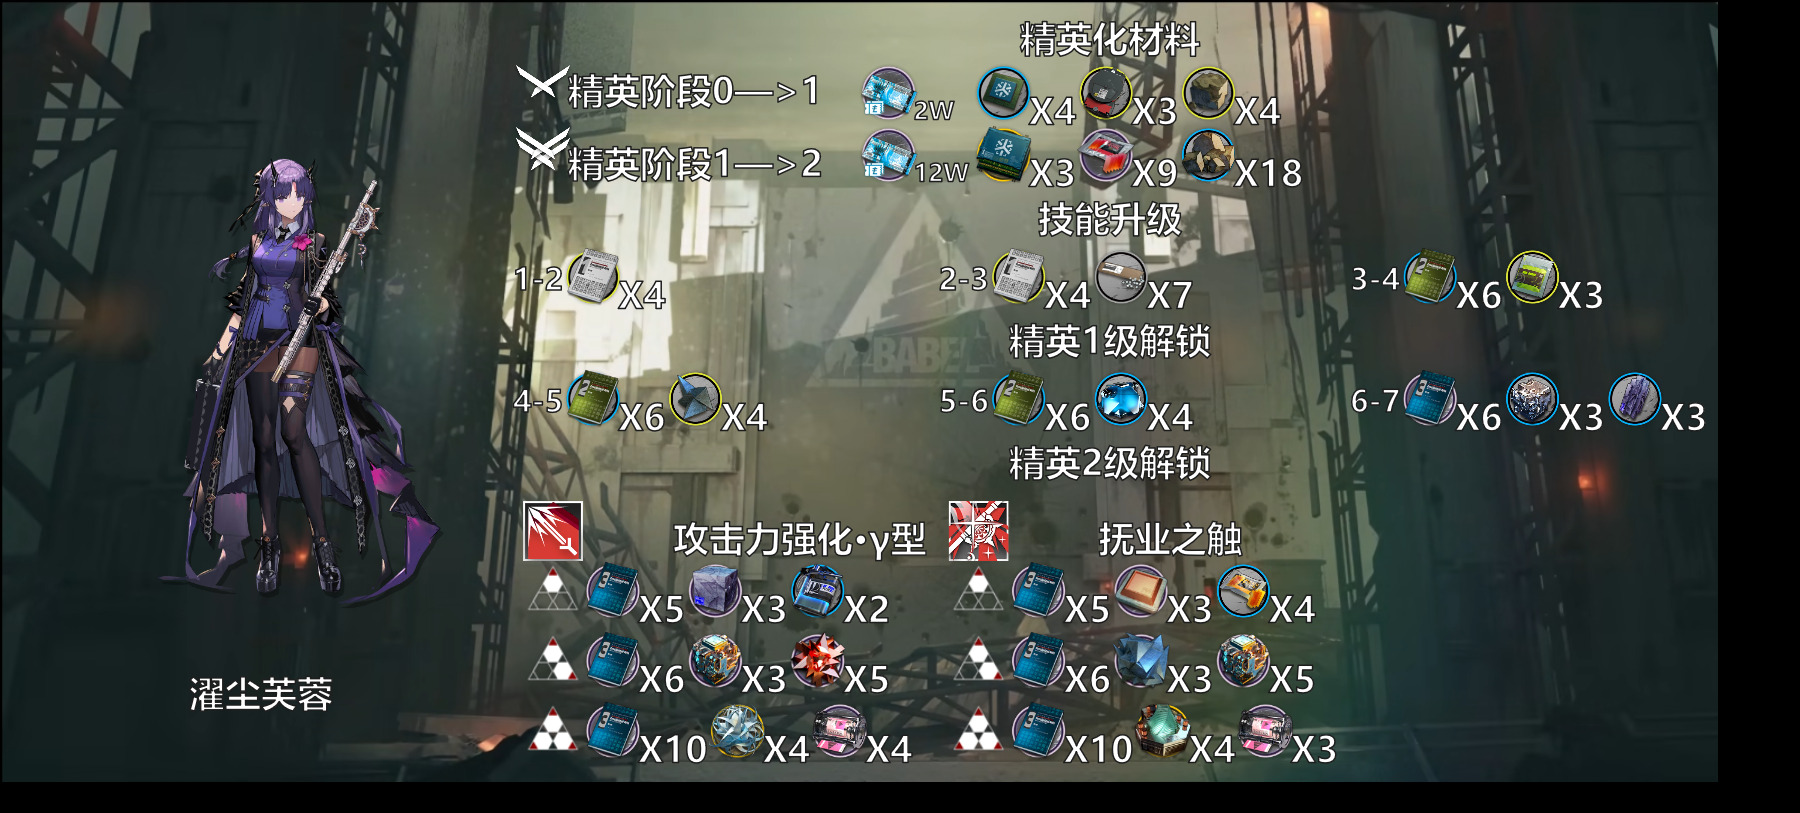 精英化材料
精英阶段0—>1 2W X4 X3 X4
精英阶段1—>2 12W X3 X9 X18
技能升级
1-2 X4 2-3 X4 X7 3-4 X6 X3
精英1级解锁
BABEL
4-5 X6 X4 5-6 X6 X4 6-7 X6 X3 X3
精英2级解锁
攻击力强化·γ型 抚业之触
X5 X3 X2 X5 X3 X4
X6 X3 X5 X6 X3 X5
濯尘芙蓉
X10 X4 X4 X10 X4 X3